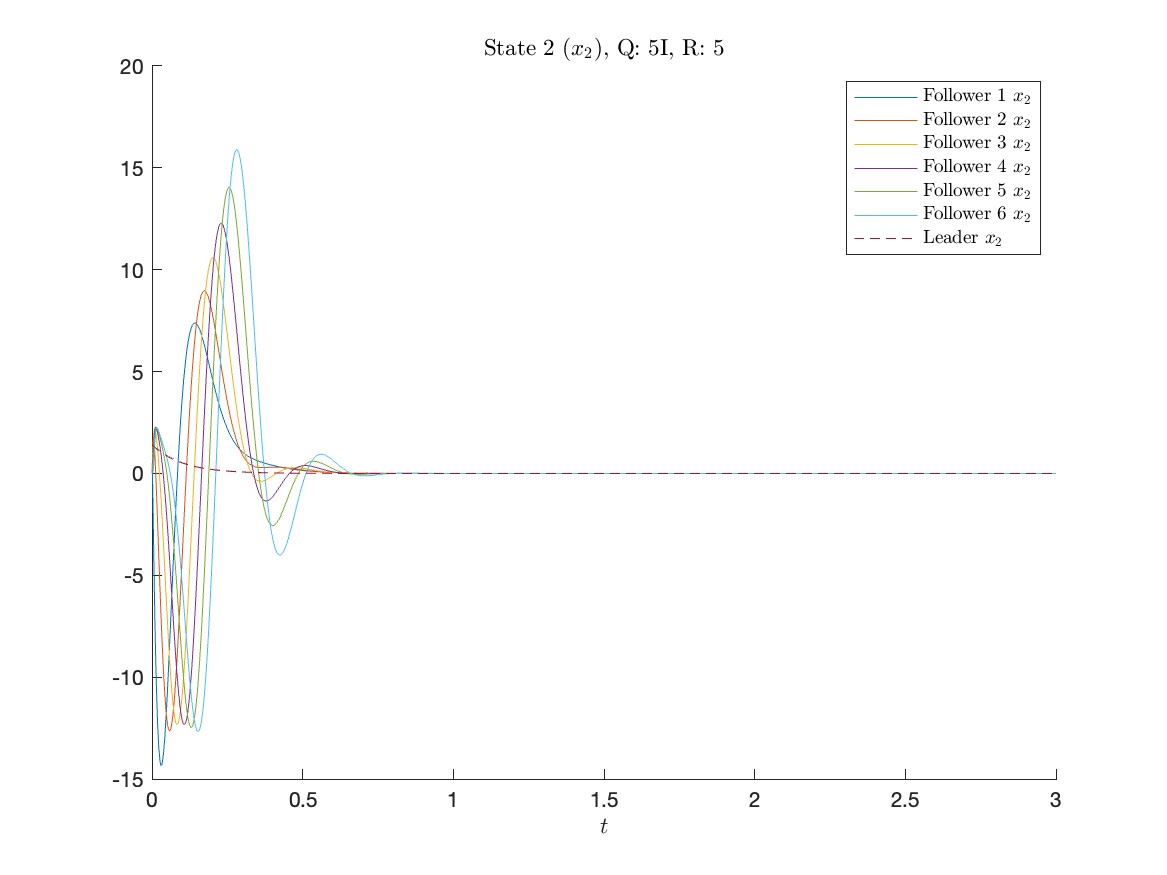 State 2 (x₂), Q: 5I, R: 5
20
15
10
5
0
-5
-10
-15
0 0.5 1 1.5 2 2.5 3
t
Follower 1 x₂
Follower 2 x₂
Follower 3 x₂
Follower 4 x₂
Follower 5 x₂
Follower 6 x₂
Leader x₂